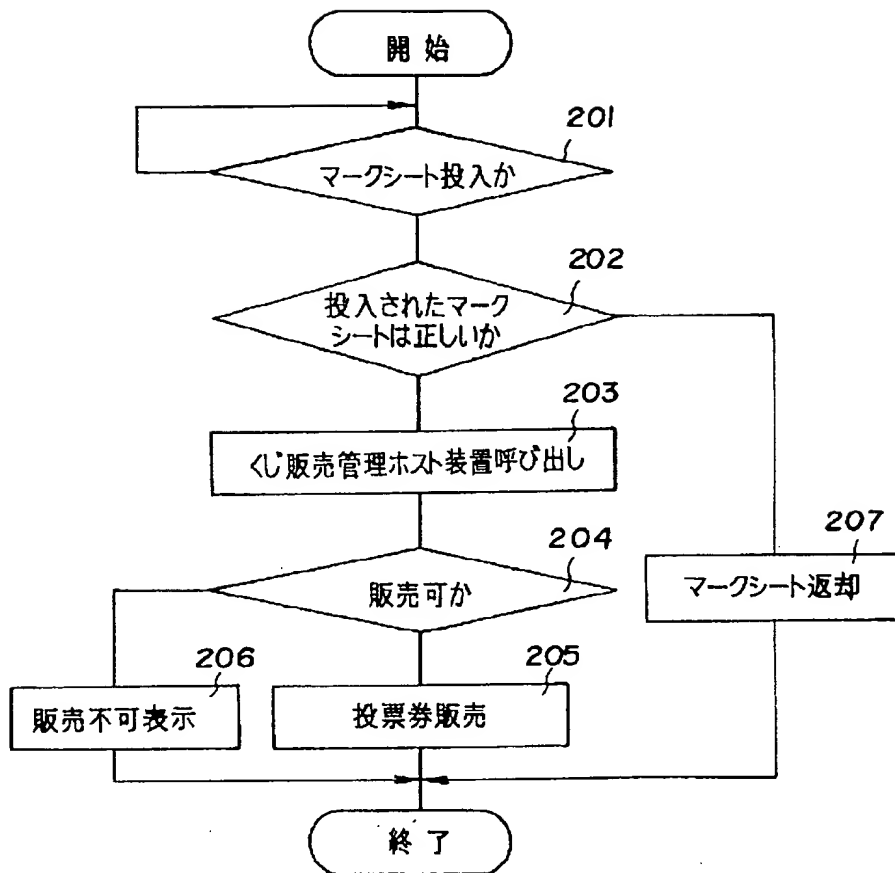 開始
201
マークシート投入か
202
投入されたマーク
シートは正しいか
203
くじ販売管理ホスト装置呼び出し
204
販売可か
207
マークシート返却
206
販売不可表示
205
投票券販売
終了